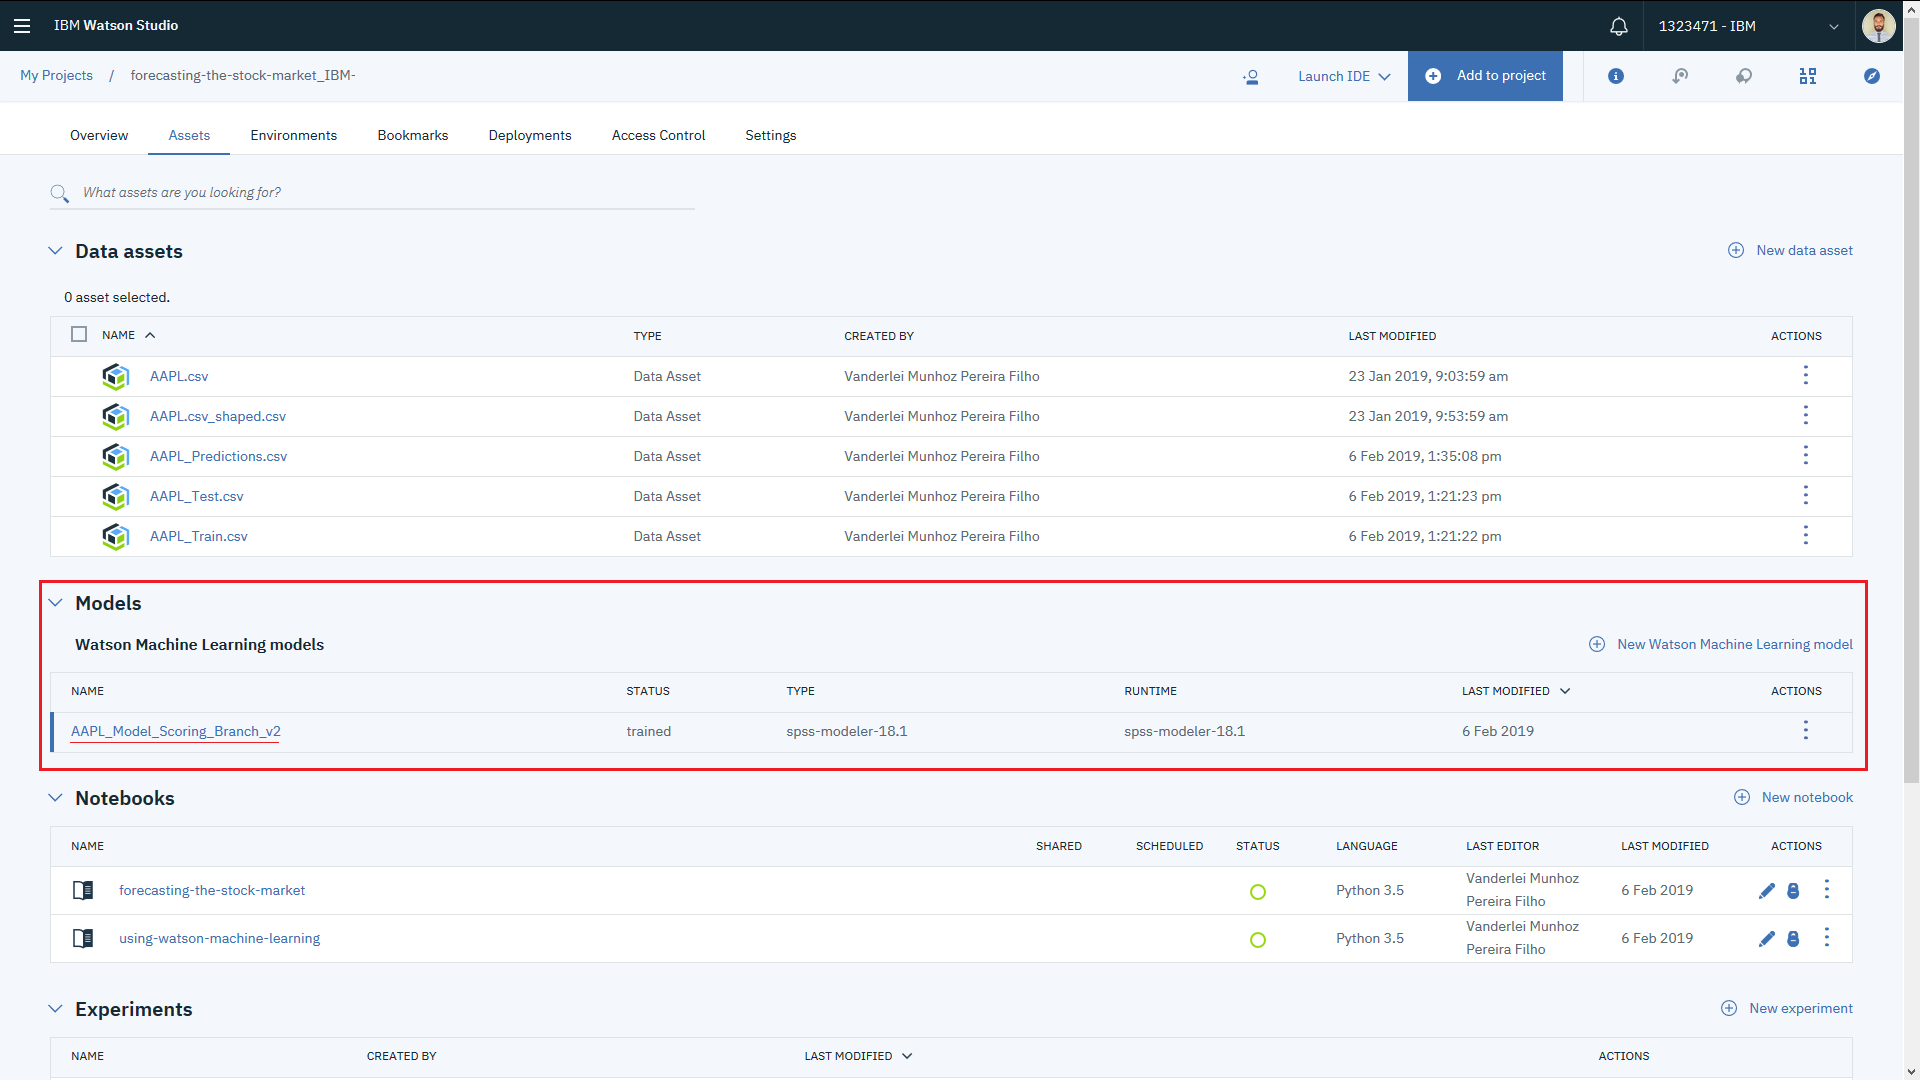 IBM Watson Studio
1323471 - IBM
My Projects / forecasting-the-stock-market_IBM-
Launch IDE
Add to project
Overview Assets Environments Bookmarks Deployments Access Control Settings
What assets are you looking for?
Data assets
New data asset
0 asset selected.
NAME TYPE CREATED BY LAST MODIFIED ACTIONS
AAPL.csv Data Asset Vanderlei Munhoz Pereira Filho 23 Jan 2019, 9:03:59 am
AAPL.csv_shaped.csv Data Asset Vanderlei Munhoz Pereira Filho 23 Jan 2019, 9:53:59 am
AAPL_Predictions.csv Data Asset Vanderlei Munhoz Pereira Filho 6 Feb 2019, 1:35:08 pm
AAPL_Test.csv Data Asset Vanderlei Munhoz Pereira Filho 6 Feb 2019, 1:21:23 pm
AAPL_Train.csv Data Asset Vanderlei Munhoz Pereira Filho 6 Feb 2019, 1:21:22 pm
Models
Watson Machine Learning models
New Watson Machine Learning model
NAME STATUS TYPE RUNTIME LAST MODIFIED ACTIONS
AAPL_Model_Scoring_Branch_v2 trained spss-modeler-18.1 spss-modeler-18.1 6 Feb 2019
Notebooks
New notebook
NAME SHARED SCHEDULED STATUS LANGUAGE LAST EDITOR LAST MODIFIED ACTIONS
forecasting-the-stock-market Python 3.5 Vanderlei Munhoz Pereira Filho 6 Feb 2019
using-watson-machine-learning Python 3.5 Vanderlei Munhoz Pereira Filho 6 Feb 2019
Experiments
New experiment
NAME CREATED BY LAST MODIFIED ACTIONS